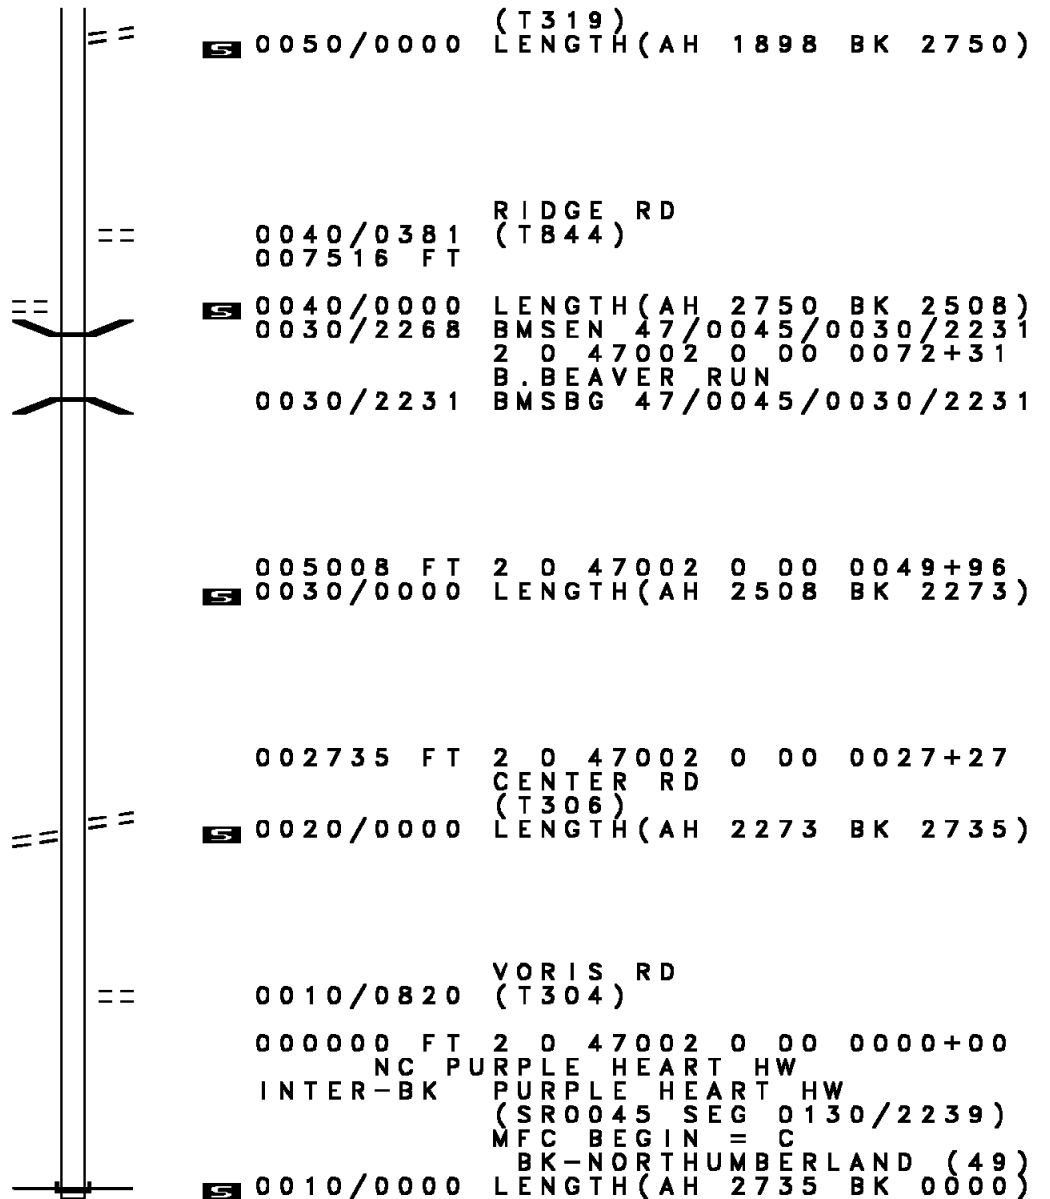 (T319)
S 0050/0000 LENGTH(AH 1898 BK 2750)
RIDGE RD
0040/0381 (T844)
007516 FT
S 0040/0000 LENGTH(AH 2750 BK 2508)
0030/2268 BMSEN 47/0045/0030/2231
2 0 47002 0 00 0072+31
B.BEAVER RUN
0030/2231 BMSBG 47/0045/0030/2231
005008 FT 2 0 47002 0 00 0049+96
S 0030/0000 LENGTH(AH 2508 BK 2273)
002735 FT 2 0 47002 0 00 0027+27
CENTER RD
(T306)
S 0020/0000 LENGTH(AH 2273 BK 2735)
VORIS RD
0010/0820 (T304)
000000 FT 2 0 47002 0 00 0000+00
NC PURPLE HEART HW
INTER-BK PURPLE HEART HW
(SR0045 SEG 0130/2239)
MFC BEGIN = C
BK-NORTHUMBERLAND (49)
S 0010/0000 LENGTH(AH 2735 BK 0000)